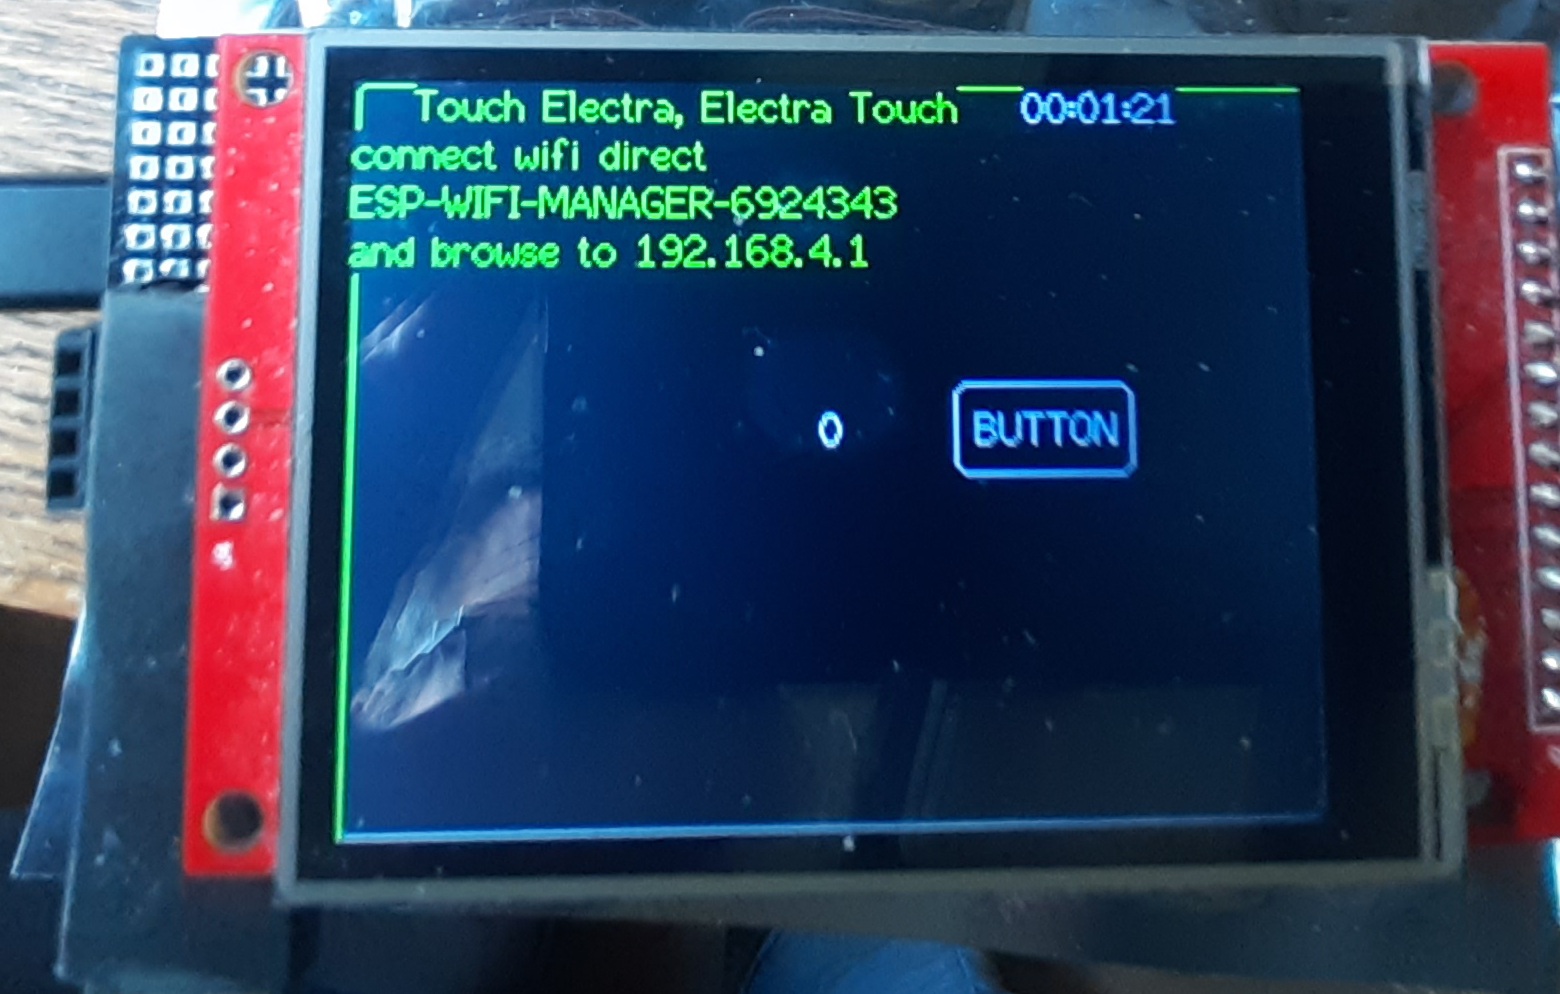 Touch Electra, Electra Touch 00:01:21
connect wifi direct
ESP-WIFI-MANAGER-6924343
and browse to 192.168.4.1
0 BUTTON